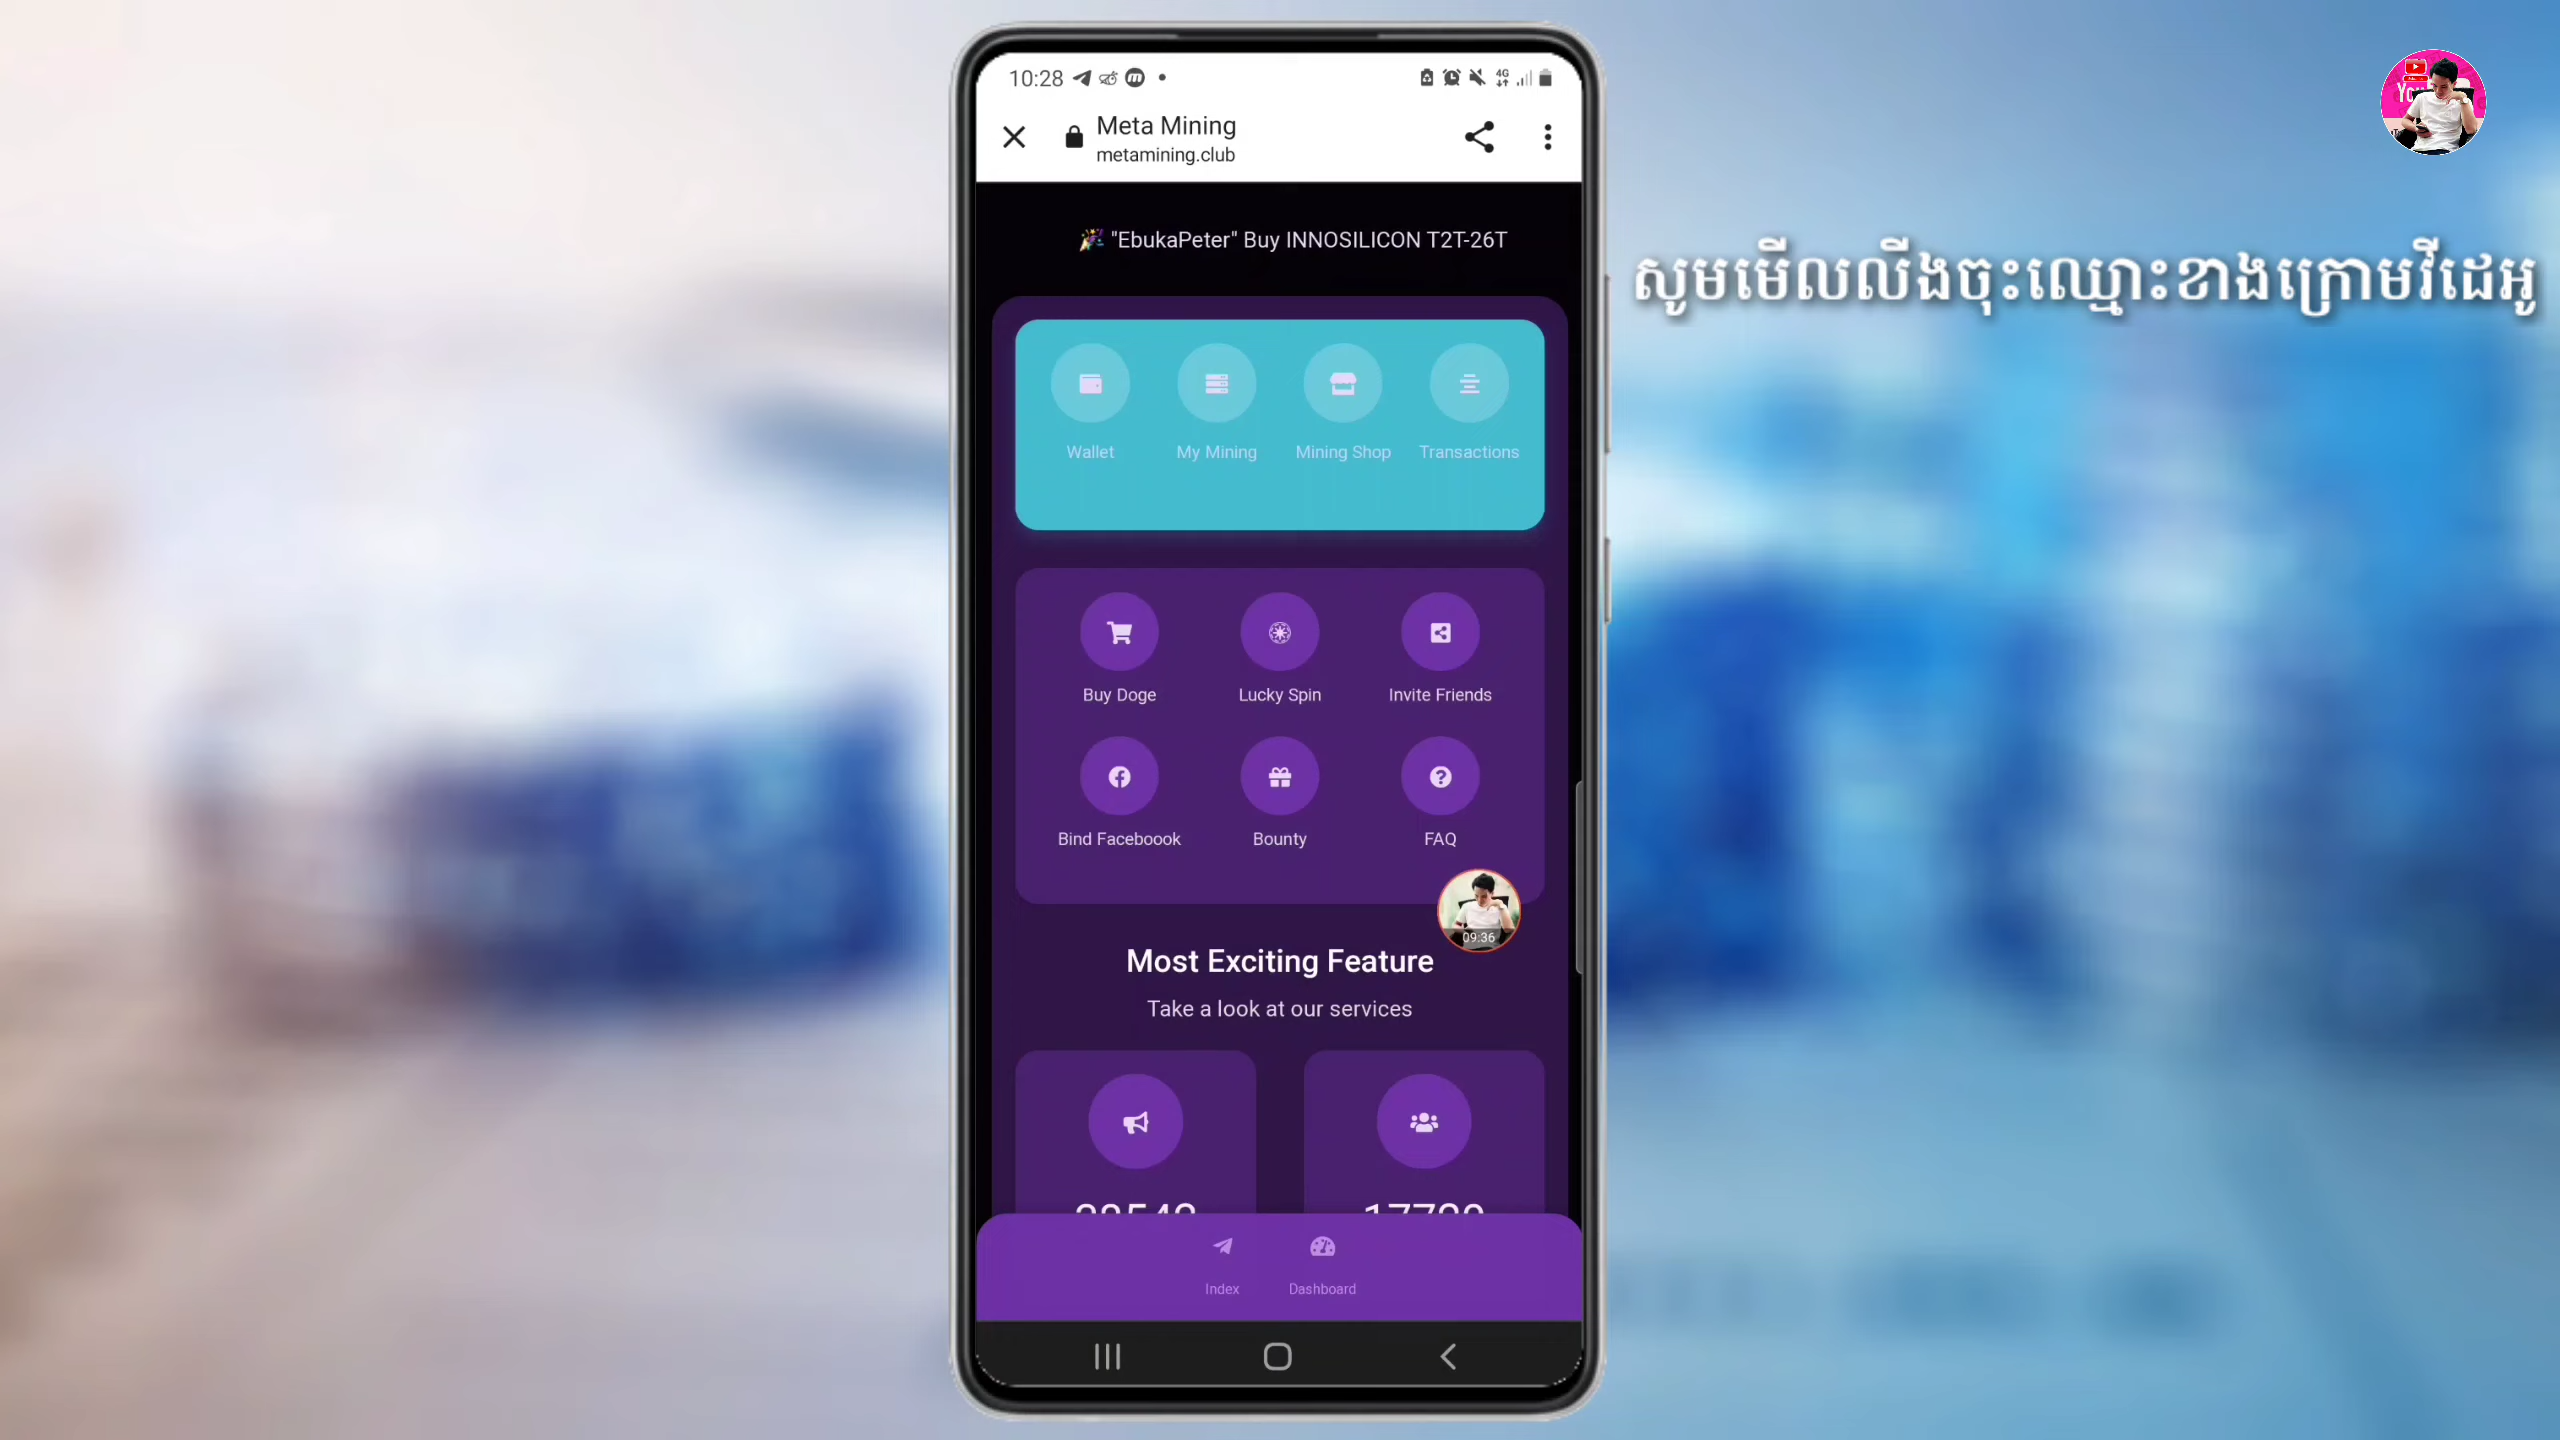 10:28
4G
Meta Mining
metamining.club
🎉 "EbukaPeter" Buy INNOSILICON T2T-26T
សូមមើលលីងចុះឈ្មោះខាងក្រោមវីដេអូ
Wallet
My Mining
Mining Shop
Transactions
Buy Doge
Lucky Spin
Invite Friends
Bind Faceboook
Bounty
FAQ
09:36
Most Exciting Feature
Take a look at our services
Index
Dashboard